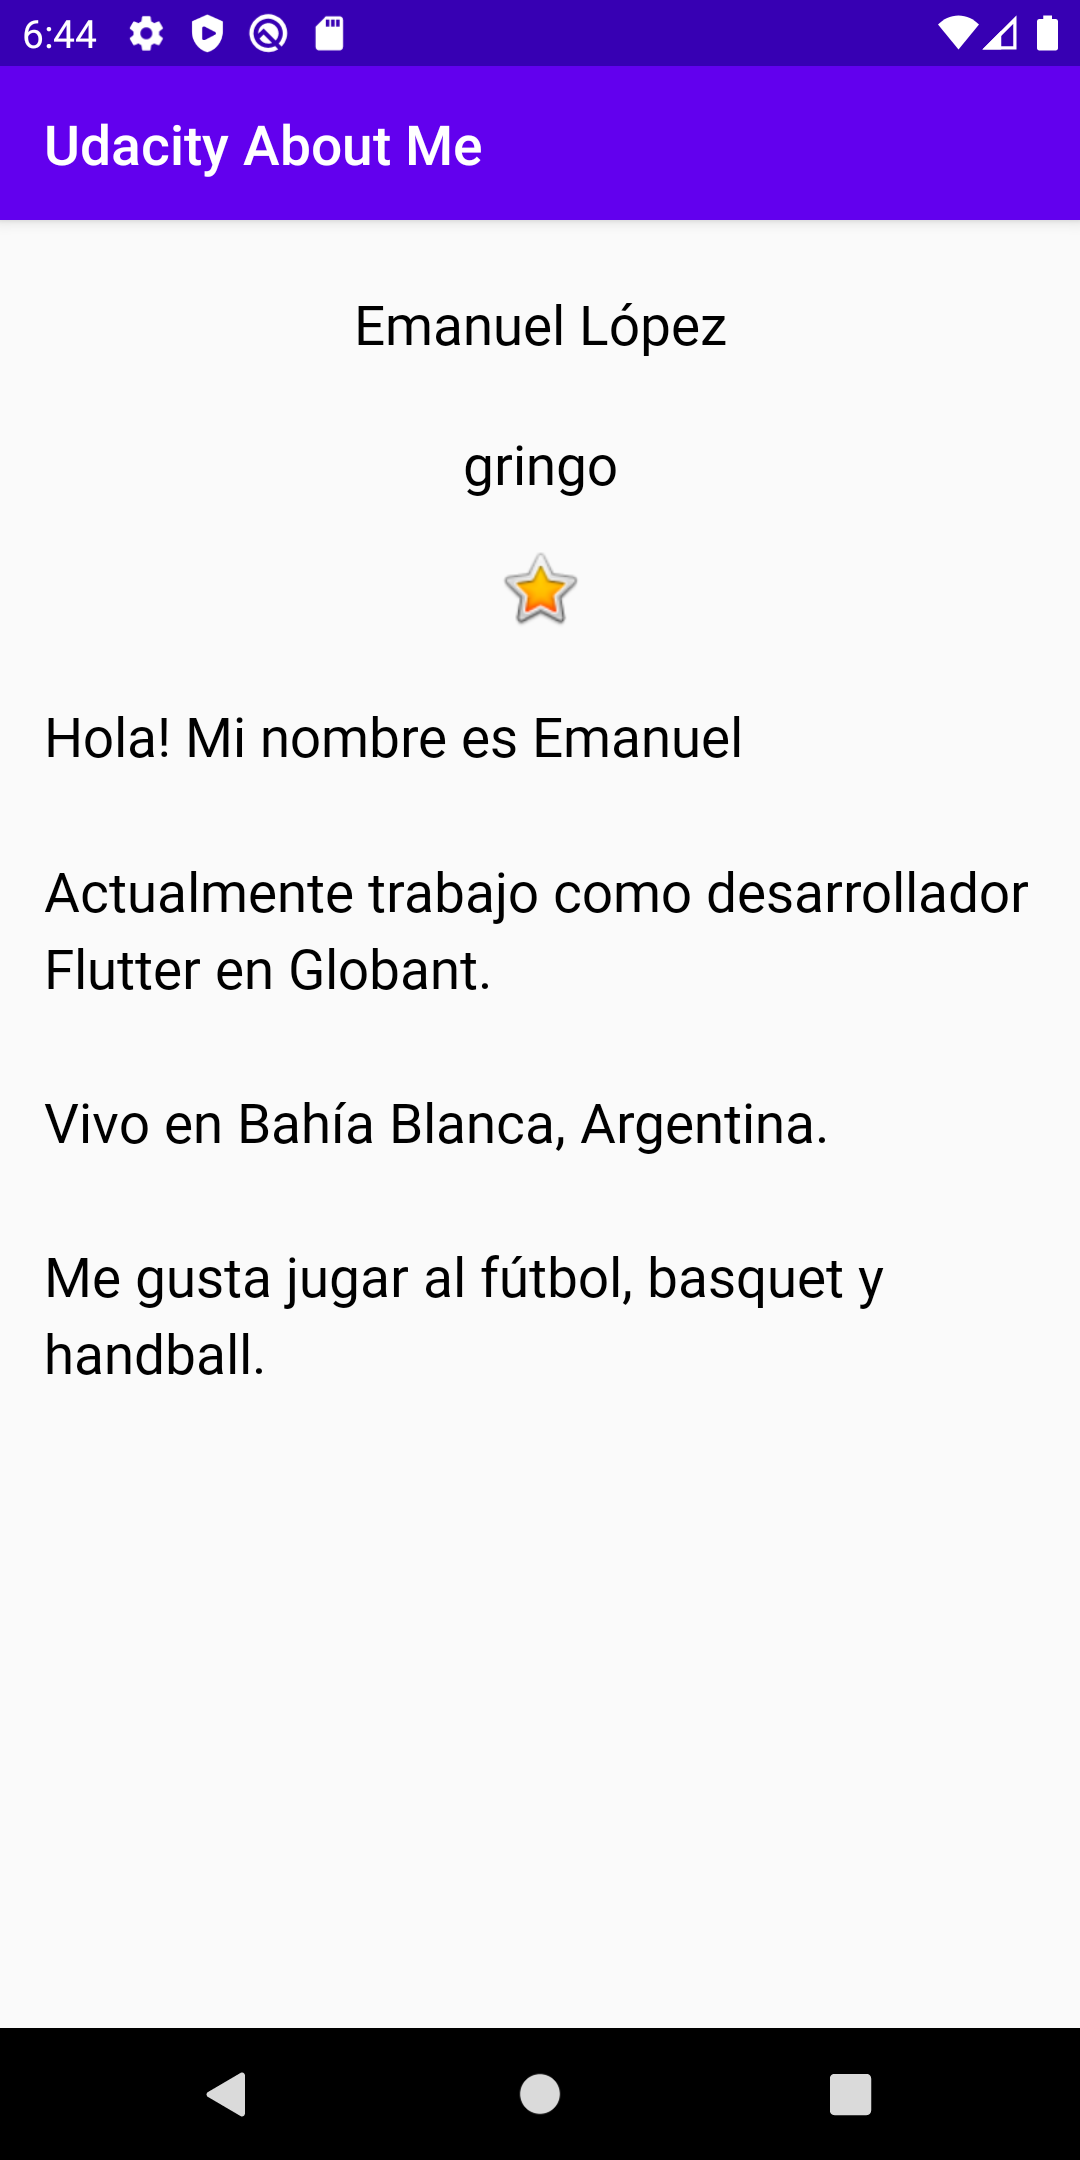 6:44
Udacity About Me
Emanuel López
gringo
Hola! Mi nombre es Emanuel
Actualmente trabajo como desarrollador
Flutter en Globant.
Vivo en Bahía Blanca, Argentina.
Me gusta jugar al fútbol, basquet y
handball.